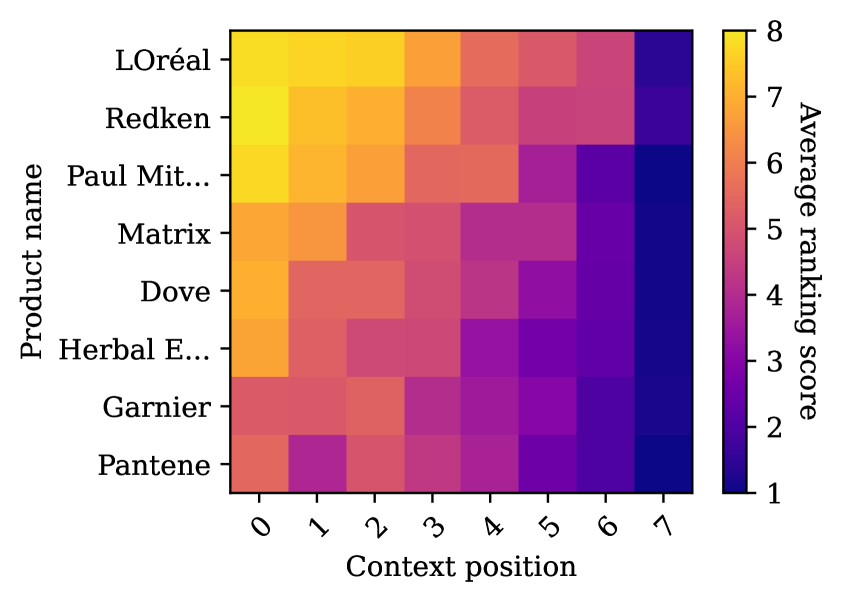 LOréal
Redken
Paul Mit...
Matrix
Dove
Herbal E...
Garnier
Pantene
Product name
0 1 2 3 4 5 6 7
Context position
8
7
6
5
4
3
2
1
Average ranking score